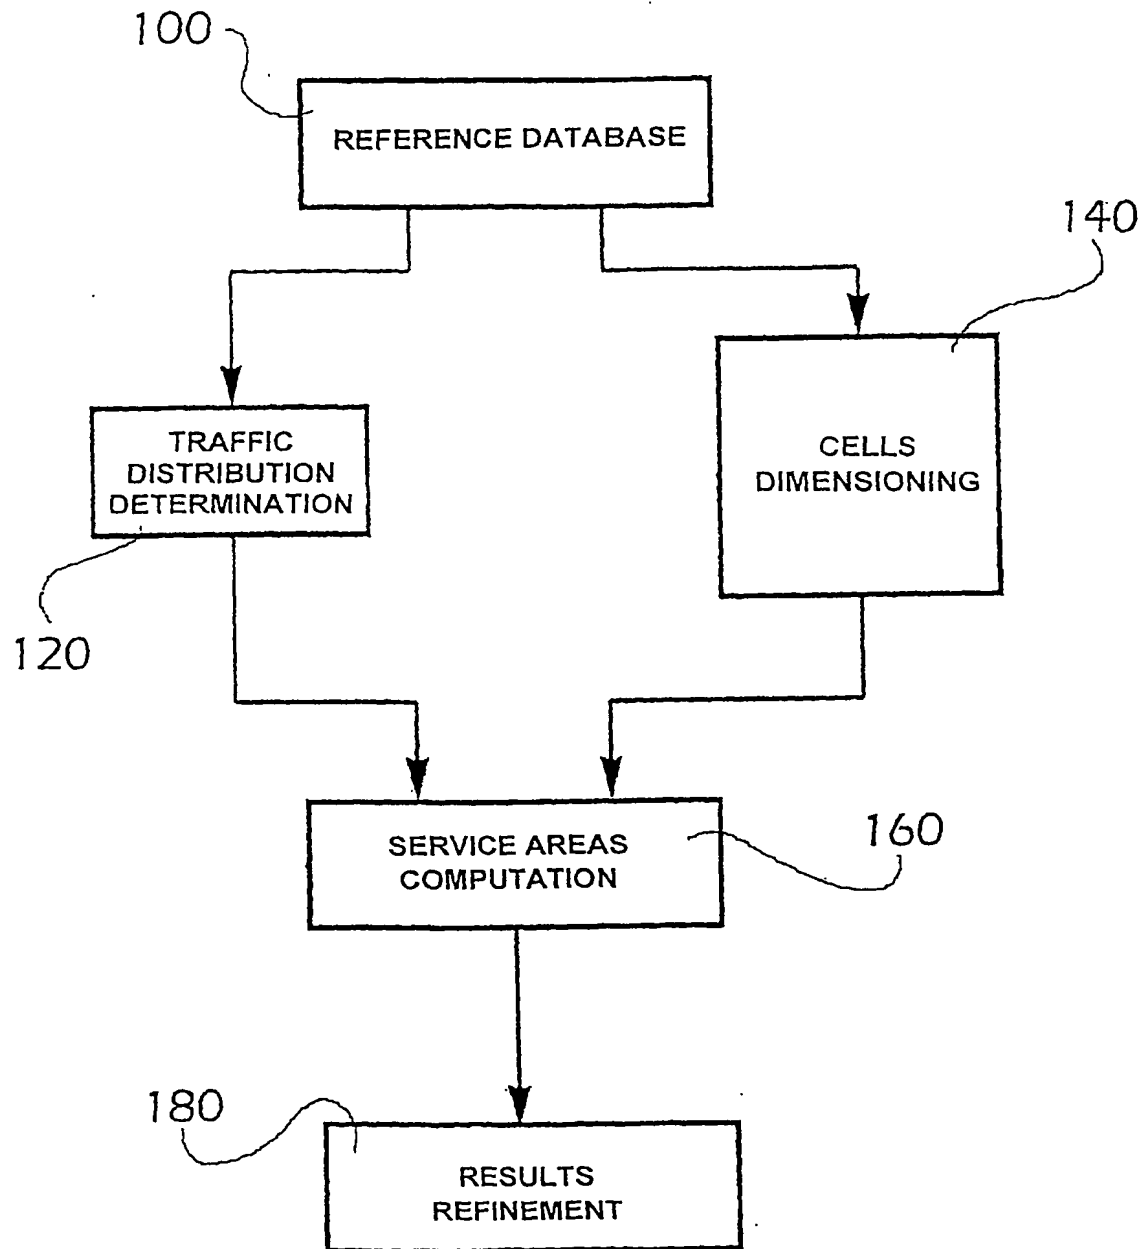 100
REFERENCE DATABASE
140
TRAFFIC
DISTRIBUTION
DETERMINATION
CELLS
DIMENSIONING
120
SERVICE AREAS
COMPUTATION
160
180
RESULTS
REFINEMENT